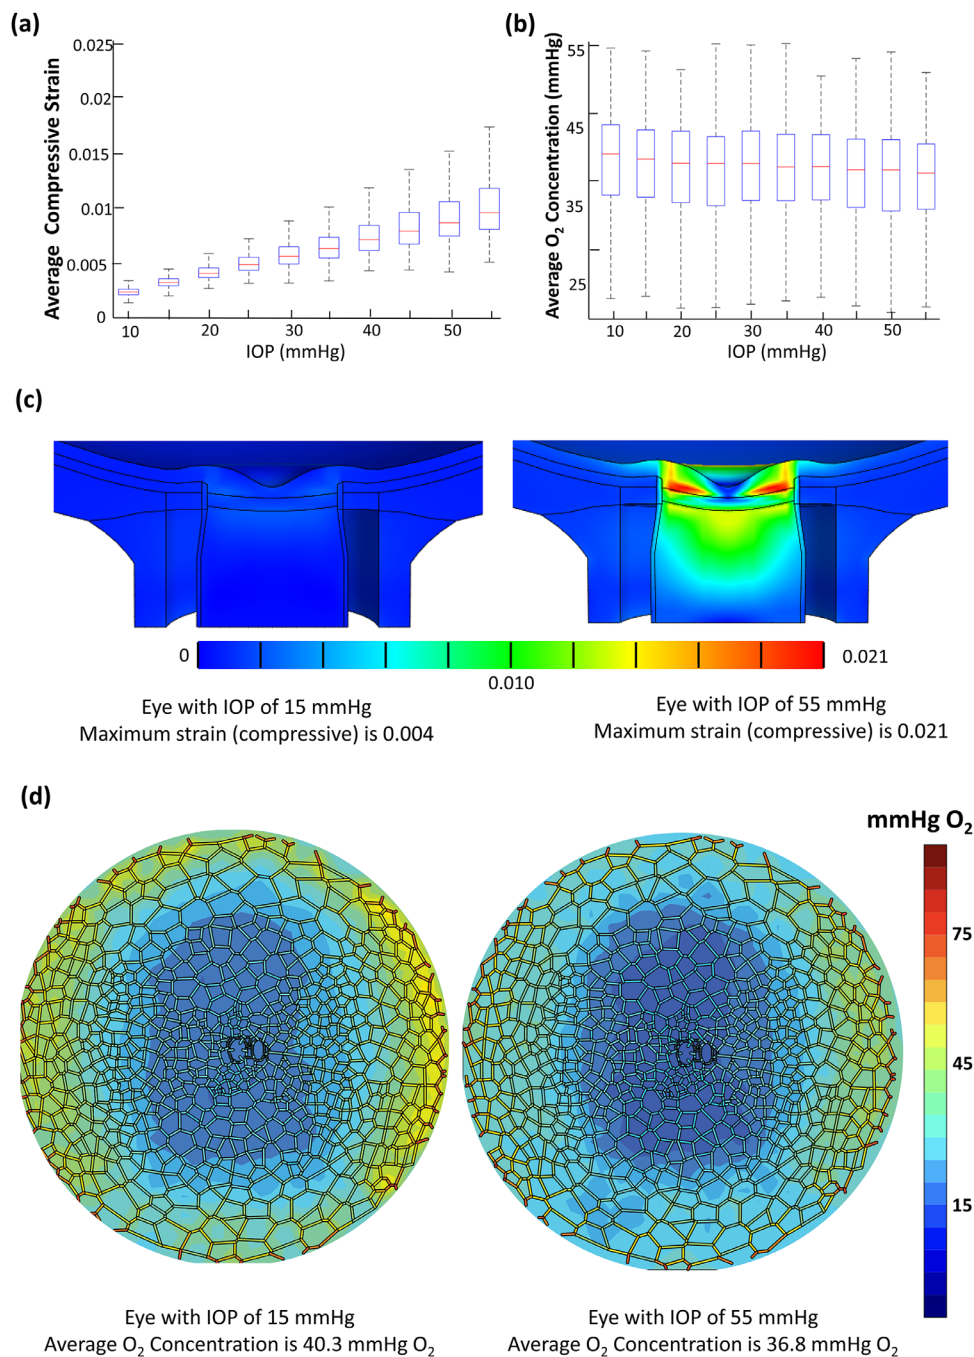 (a)
Average Compressive Strain
0.025
0.02
0.015
0.01
0.005
0
10 20 30 40 50
IOP (mmHg)
(b)
Average O₂ Concentration (mmHg)
55
45
35
25
10 20 30 40 50
IOP (mmHg)
(c)
0 0.010 0.021
Eye with IOP of 15 mmHg
Maximum strain (compressive) is 0.004
Eye with IOP of 55 mmHg
Maximum strain (compressive) is 0.021
(d)
mmHg O₂
75
45
15
Eye with IOP of 15 mmHg
Average O₂ Concentration is 40.3 mmHg O₂
Eye with IOP of 55 mmHg
Average O₂ Concentration is 36.8 mmHg O₂